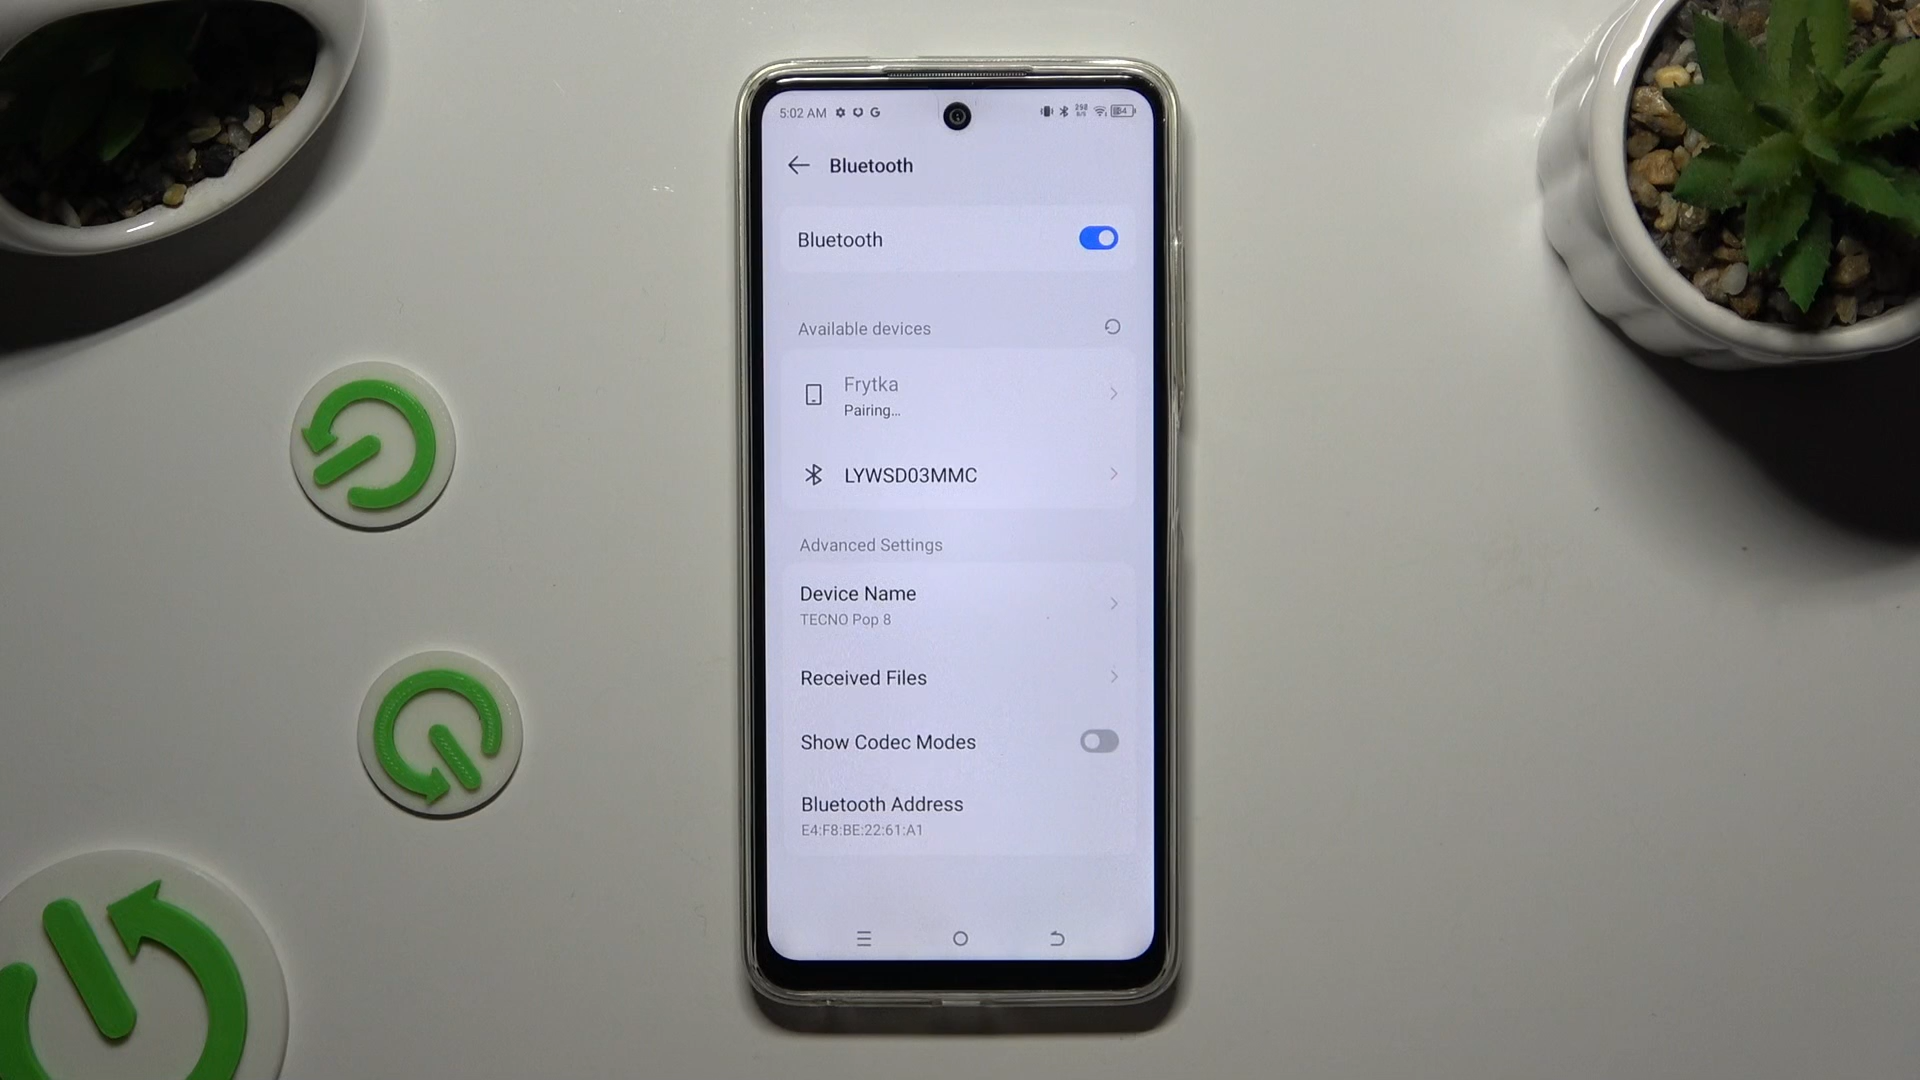 5:02 AM
Bluetooth
Bluetooth
Available devices
Frytka
Pairing...
LYWSD03MMC
Advanced Settings
Device Name
TECNO Pop 8
Received Files
Show Codec Modes
Bluetooth Address
E4:F8:BE:22:61:A1